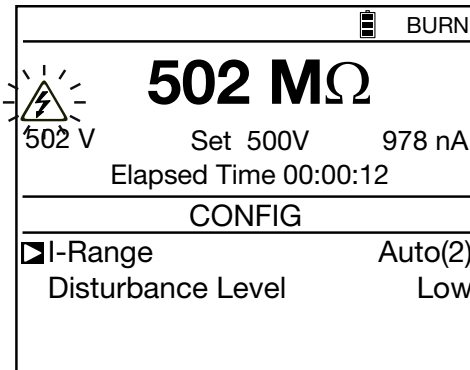 BURN
502 MΩ
502 V Set 500V 978 nA
Elapsed Time 00:00:12
CONFIG
I-Range Auto(2)
Disturbance Level Low